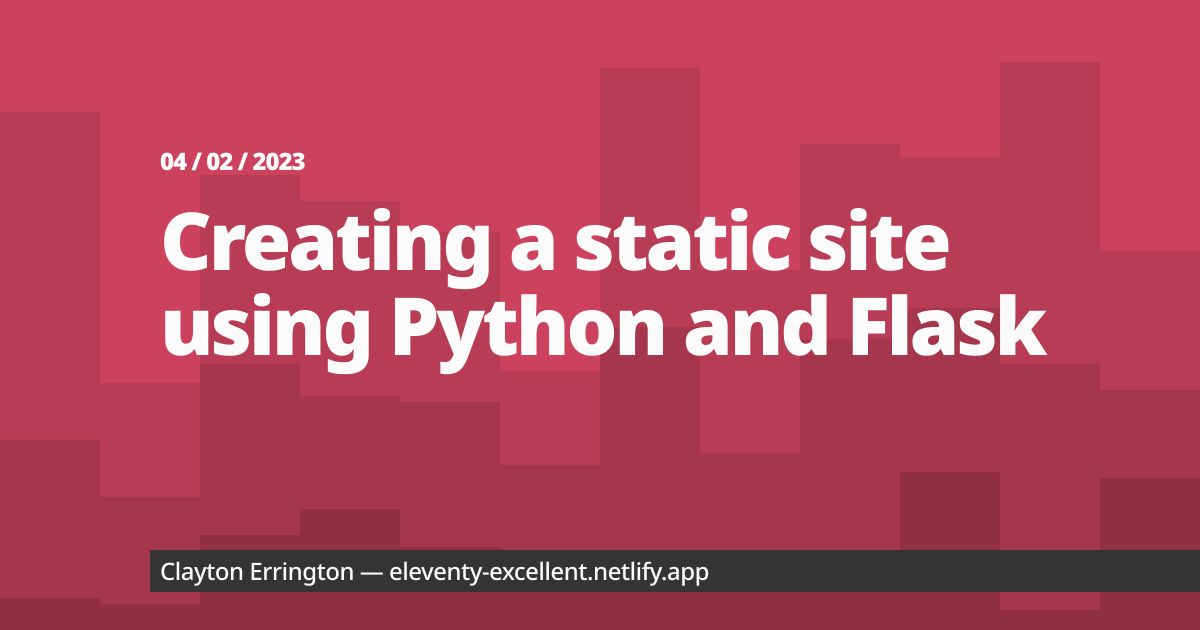 04 / 02 / 2023
Creating a static site
using Python and Flask
Clayton Errington — eleventy-excellent.netlify.app